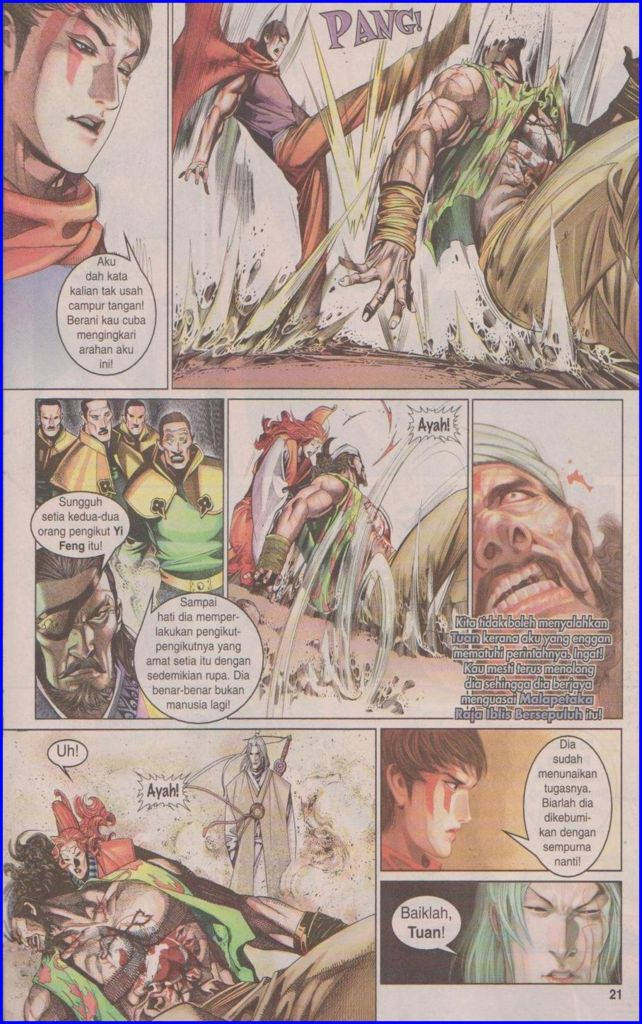 PANG!
Aku
dah kata
kalian tak usah
campur tangan!
Berani kau cuba
mengingkari
arahan aku
ini!
Sungguh
setia kedua-dua
orang pengikut Yi
Feng itu!
Sampai
hati dia memper-
lakukan pengikut-
pengikutnya yang
amat setia itu dengan
sedemikian rupa. Dia
benar-benar bukan
manusia lagi!
Ayah!
Kita tidak boleh menyalahkan
Tuan kerana aku yang enggan
mematuhi perintahnya. Ingat!
Kau mesti terus menolong
dia sehingga dia berjaya
menguasai Malapetaka
Raja Iblis Bersepuluh itu!
Uh!
Ayah!
Dia
sudah
menunaikan
tugasnya.
Biarlah dia
dikebumi-
kan dengan
sempurna
nanti!
Baiklah,
Tuan!
21